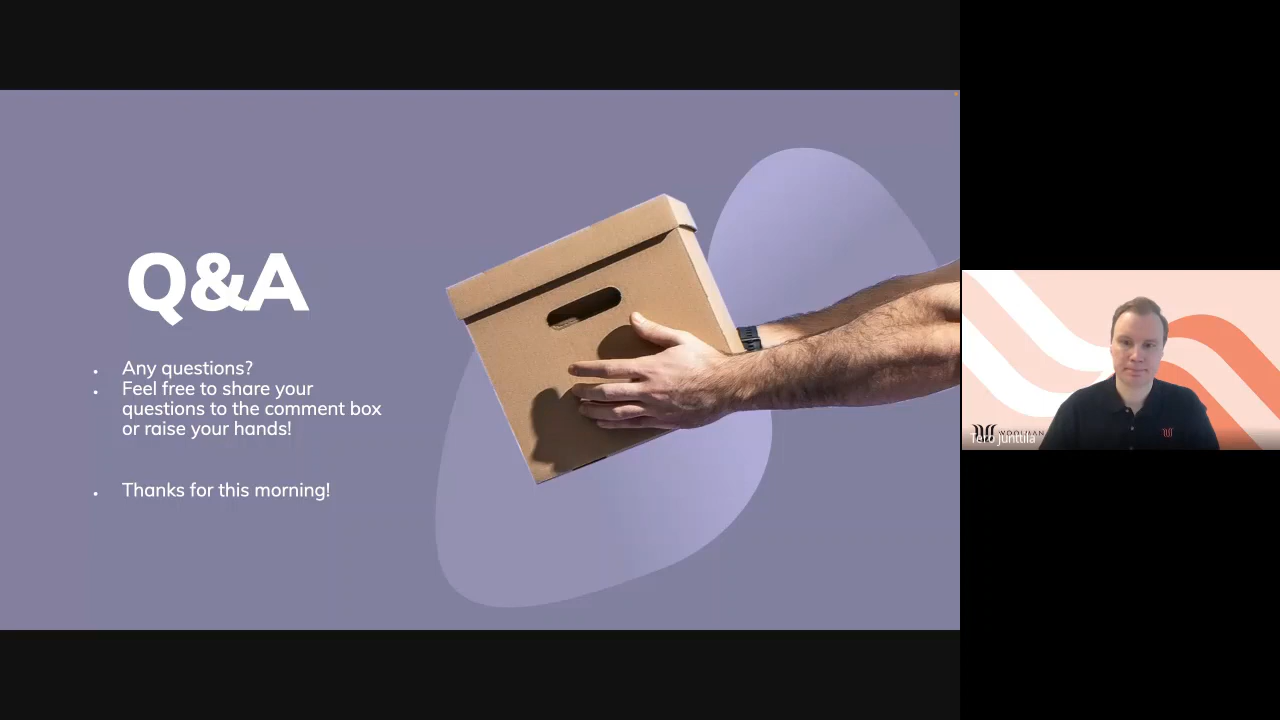 Q&A
Any questions?
Feel free to share your
questions to the comment box
or raise your hands!
Thanks for this morning!
WOOLMAN
Tero Junttila